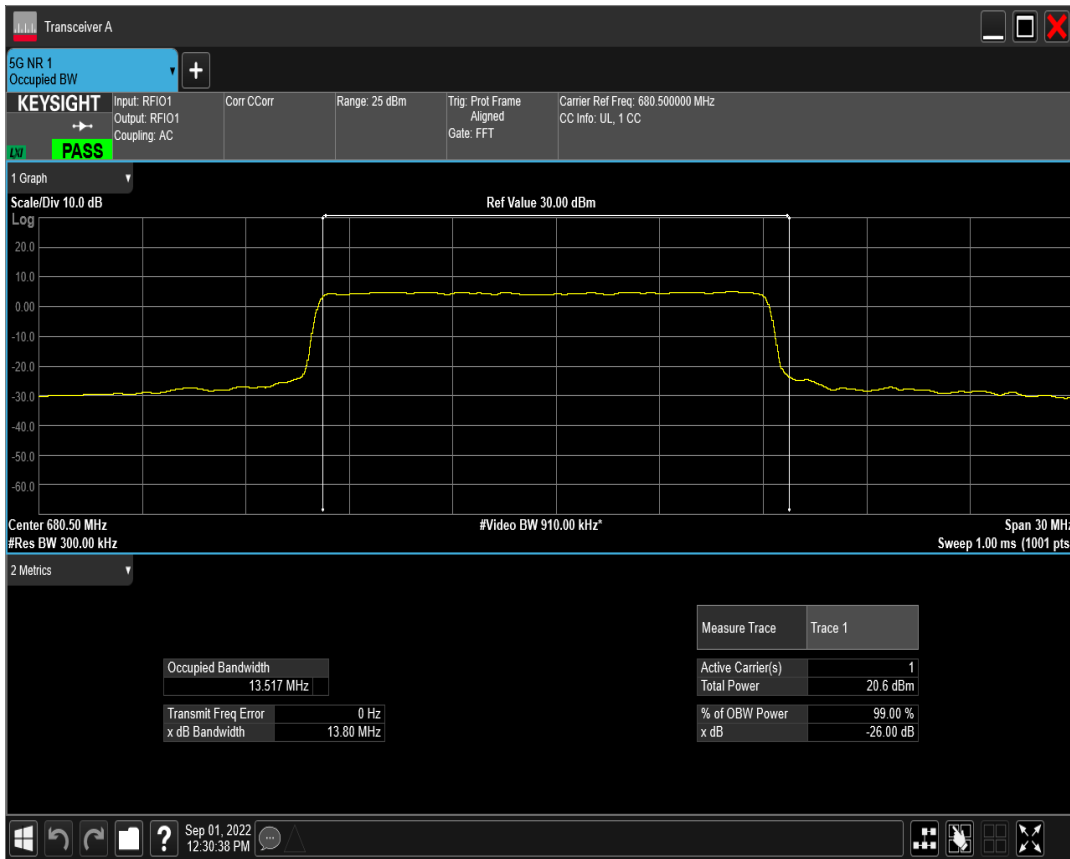 Transceiver A
5G NR 1
Occupied BW
+
KEYSIGHT
LXI
PASS
Input: RFIO1
Output: RFIO1
Coupling: AC
Corr CCorr
Range: 25 dBm
Trig: Prot Frame
Aligned
Gate: FFT
Carrier Ref Freq: 680.500000 MHz
CC Info: UL, 1 CC
1 Graph
Scale/Div 10.0 dB
Ref Value 30.00 dBm
Log
20.0
10.0
0.00
-10.0
-20.0
-30.0
-40.0
-50.0
-60.0
Center 680.50 MHz
#Video BW 910.00 kHz*
Span 30 MHz
#Res BW 300.00 kHz
Sweep 1.00 ms (1001 pts
2 Metrics
Measure Trace Trace 1
Occupied Bandwidth
13.517 MHz
Active Carrier(s) 1
Total Power 20.6 dBm
Transmit Freq Error 0 Hz
x dB Bandwidth 13.80 MHz
% of OBW Power 99.00 %
x dB -26.00 dB
?
Sep 01, 2022
12:30:38 PM